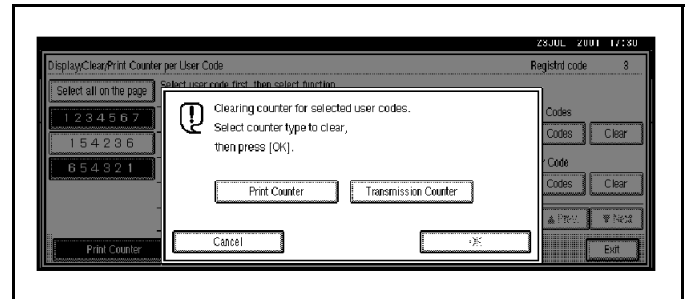 28JUL 2001 17:30
Display/Clear/Print Counter per User Code
Registrd code 3
Select all on the page
Select user code first, then select function.
Clearing counter for selected user codes.
Select counter type to clear,
then press [OK].
1234567
154236
654321
Codes
Codes
Clear
Code
Codes
Clear
Print Counter
Transmission Counter
▲ Prev.
▼ Next
Cancel
OK
Print Counter
Exit